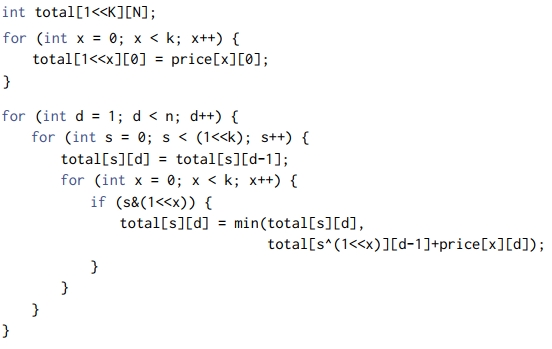 int total[1<<K][N];
for (int x = 0; x < k; x++) {
    total[1<<x][0] = price[x][0];
}
for (int d = 1; d < n; d++) {
    for (int s = 0; s < (1<<k); s++) {
        total[s][d] = total[s][d-1];
        for (int x = 0; x < k; x++) {
            if (s&(1<<x)) {
                total[s][d] = min(total[s][d],
                                  total[s^(1<<x)][d-1]+price[x][d]);
            }
        }
    }
}